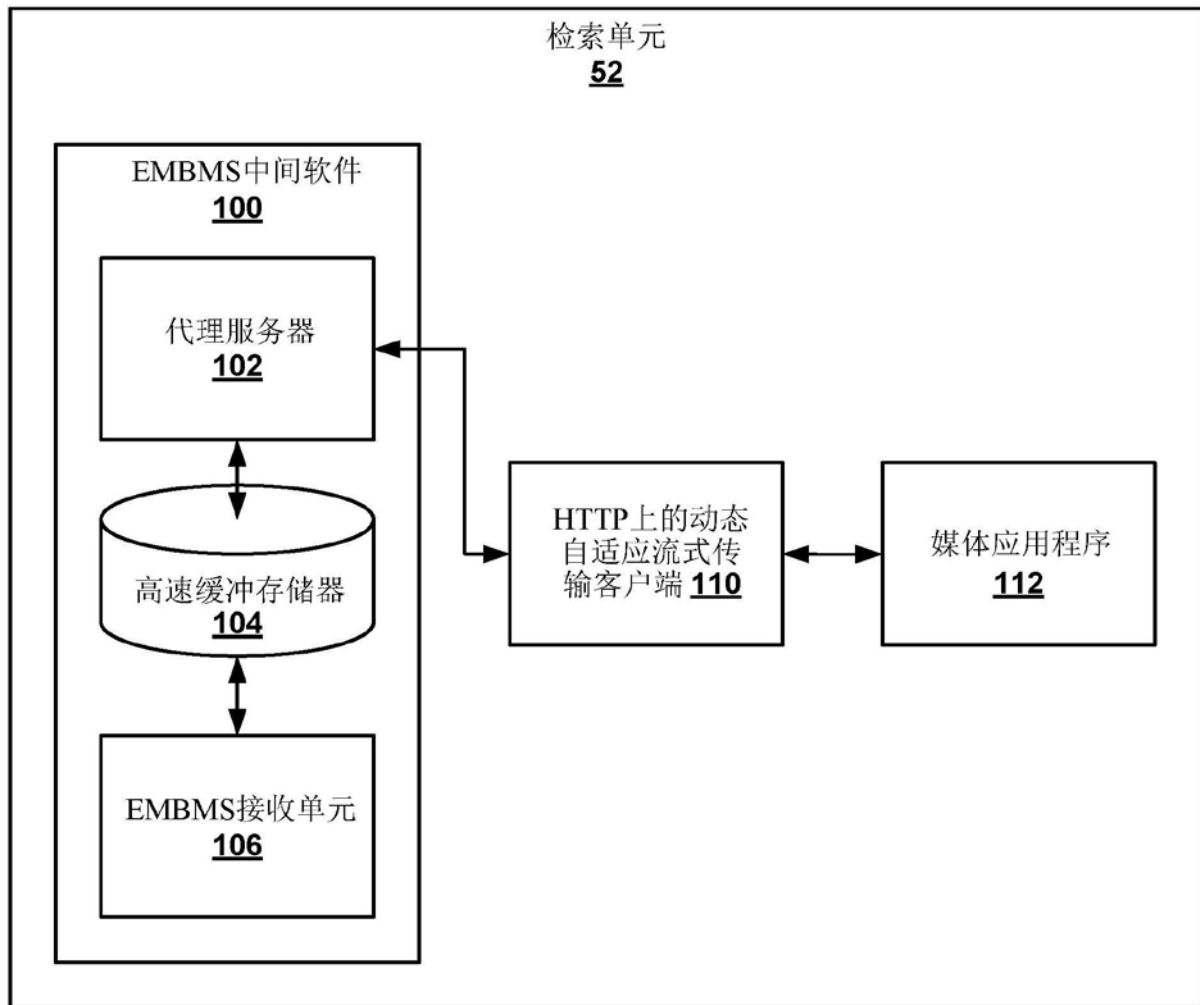 检索单元
52
EMBMS中间软件
100
代理服务器
102
高速缓冲存储器
104
EMBMS接收单元
106
HTTP上的动态
自适应流式传
输客户端 110
媒体应用程序
112